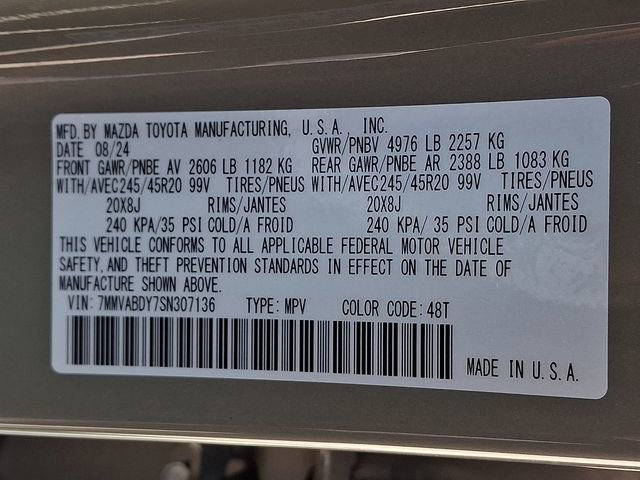 MFD. BY MAZDA TOYOTA MANUFACTURING, U.S.A., INC.
DATE 08/24 GVWR/PNBV 4976 LB 2257 KG
FRONT GAWR/PNBE AV 2606 LB 1182 KG REAR GAWR/PNBE AR 2388 LB 1083 KG
WITH/AVEC 245/45R20 99V TIRES/PNEUS WITH/AVEC 245/45R20 99V TIRES/PNEUS
20X8J RIMS/JANTES 20X8J RIMS/JANTES
240 KPA/35 PSI COLD/A FROID 240 KPA/ 35 PSI COLD/A FROID
THIS VEHICLE CONFORMS TO ALL APPLICABLE FEDERAL MOTOR VEHICLE
SAFETY, AND THEFT PREVENTION STANDARDS IN EFFECT ON THE DATE OF
MANUFACTURE SHOWN ABOVE.
VIN: 7MMVABDY7SN307136 TYPE: MPV COLOR CODE: 48T
MADE IN U.S.A.